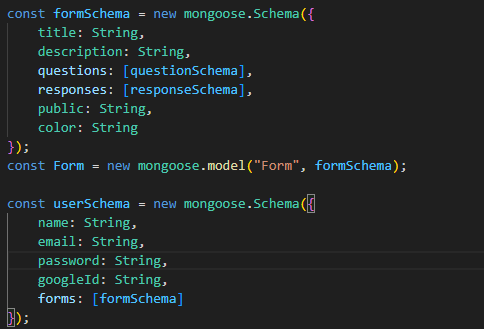 const formSchema = new mongoose.Schema({
    title: String,
    description: String,
    questions: [questionSchema],
    responses: [responseSchema],
    public: String,
    color: String
});
const Form = new mongoose.model("Form", formSchema);

const userSchema = new mongoose.Schema({
    name: String,
    email: String,
    password: String,
    googleId: String,
    forms: [formSchema]
});